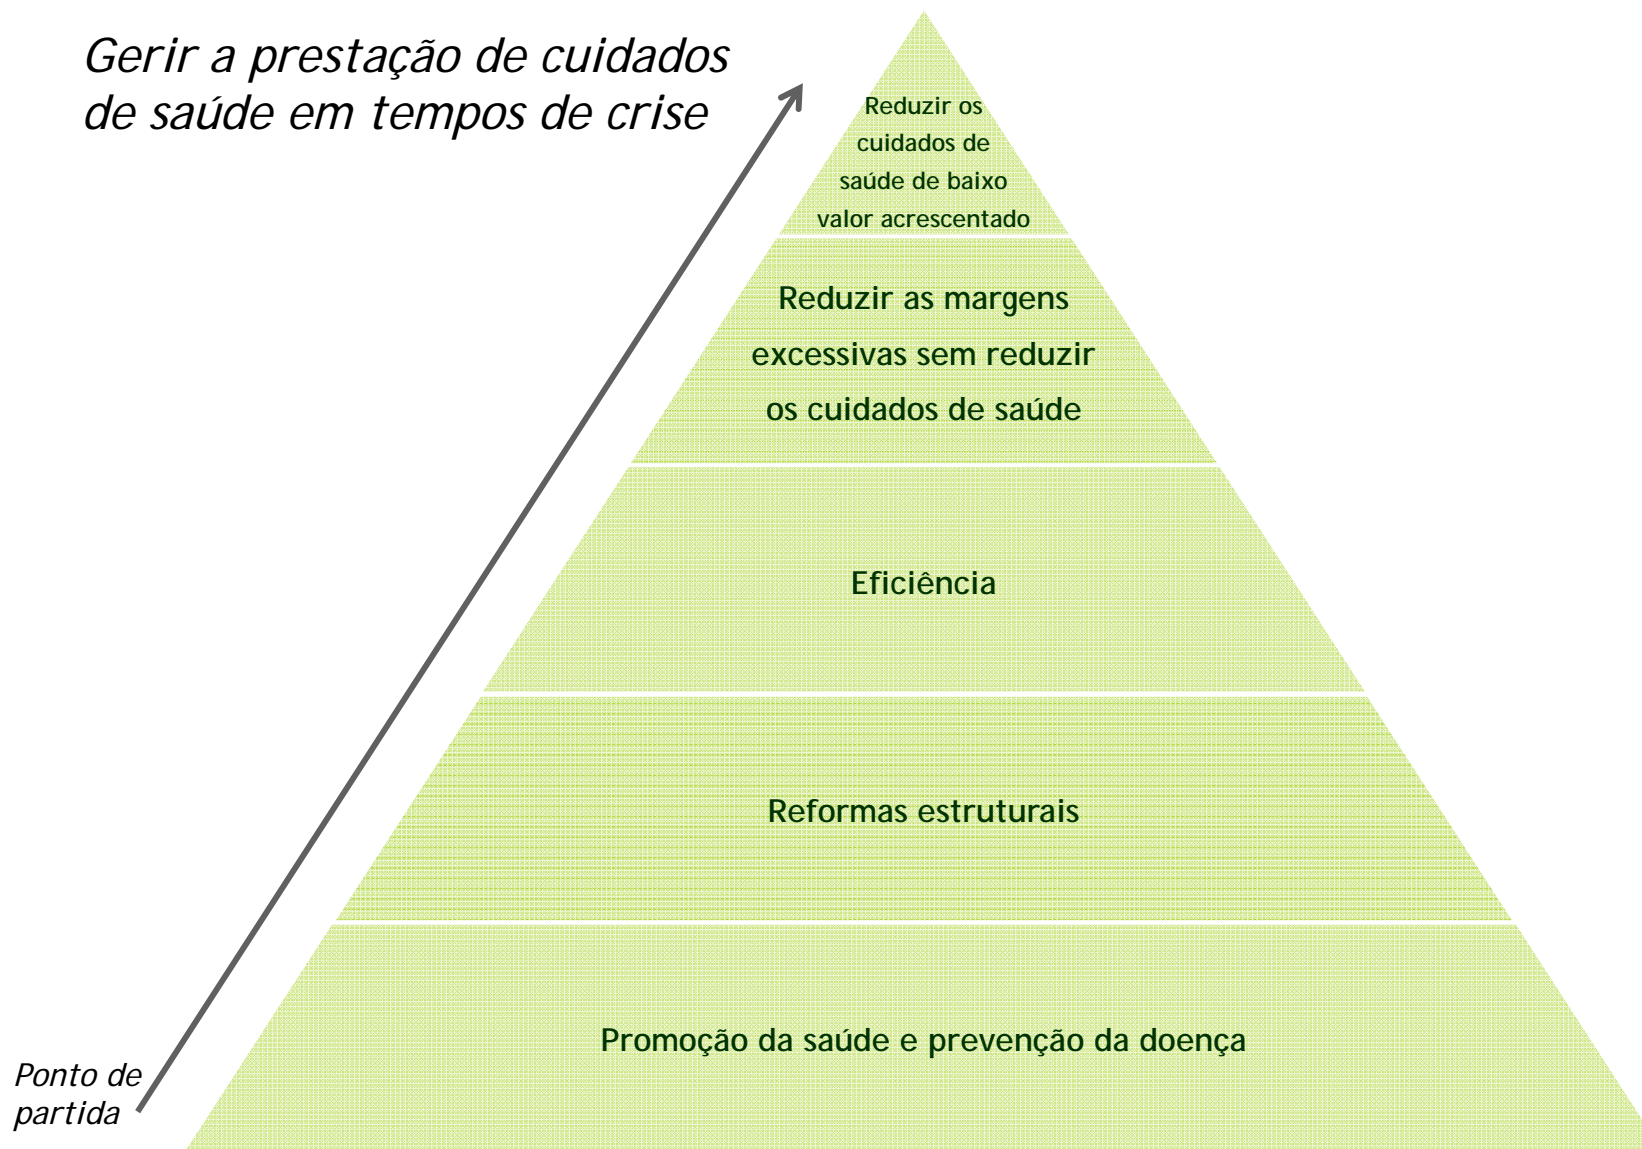 Gerir a prestação de cuidados
de saúde em tempos de crise
Reduzir os
cuidados de
saúde de baixo
valor acrescentado
Reduzir as margens
excessivas sem reduzir
os cuidados de saúde
Eficiência
Reformas estruturais
Promoção da saúde e prevenção da doença
Ponto de
partida